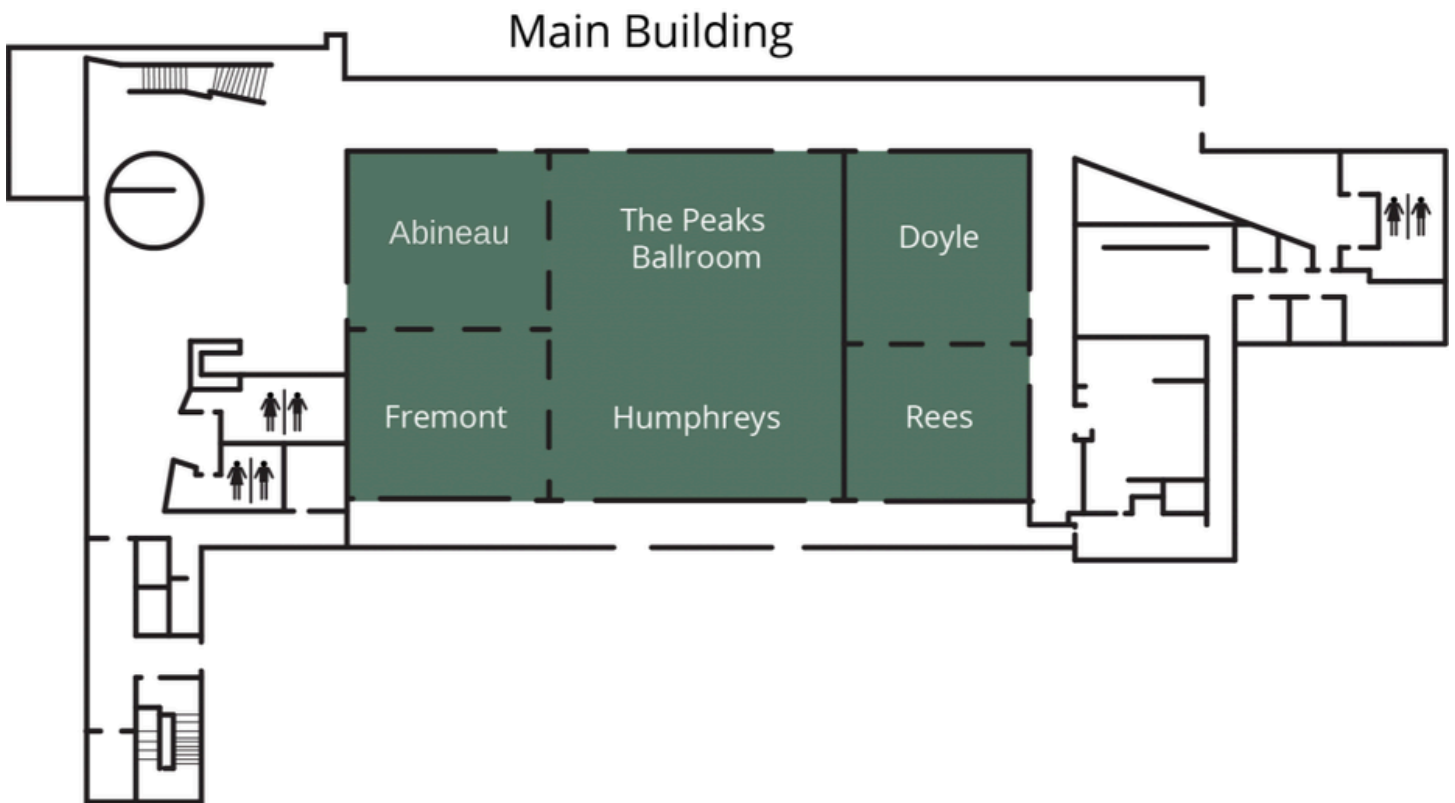 Main Building
Abineau
The Peaks
Ballroom
Doyle
Fremont
Humphreys
Rees